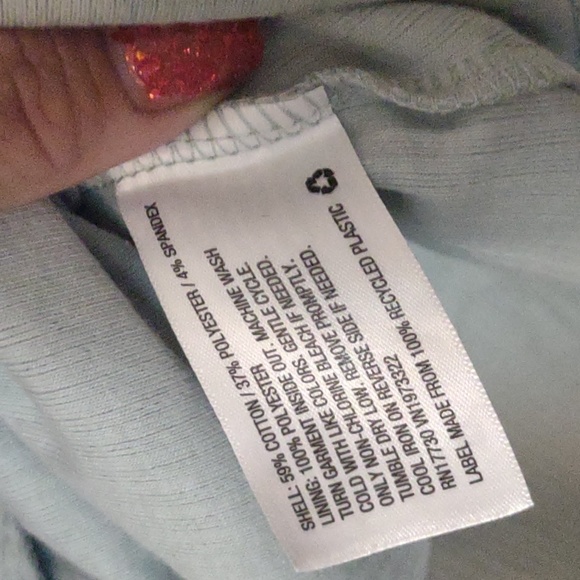 SHELL: 59% COTTON / 37% POLYESTER / 4% SPANDEX
LINING: 100% POLYESTER
TURN GARMENT INSIDE OUT. MACHINE WASH
COLD WITH LIKE COLORS. GENTLE CYCLE.
ONLY NON-CHLORINE BLEACH IF NEEDED.
TUMBLE DRY LOW. REMOVE PROMPTLY.
COOL IRON ON REVERSE SIDE IF NEEDED.
RN17730 VN1973322
LABEL MADE FROM 100% RECYCLED PLASTIC